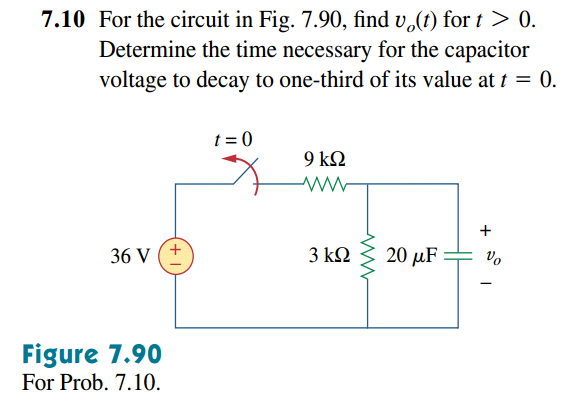 7.10 For the circuit in Fig. 7.90, find vₒ(t) for t > 0.
Determine the time necessary for the capacitor
voltage to decay to one-third of its value at t = 0.
t = 0
9 kΩ
36 V
+
−
3 kΩ
20 μF
+
vₒ
−
Figure 7.90
For Prob. 7.10.